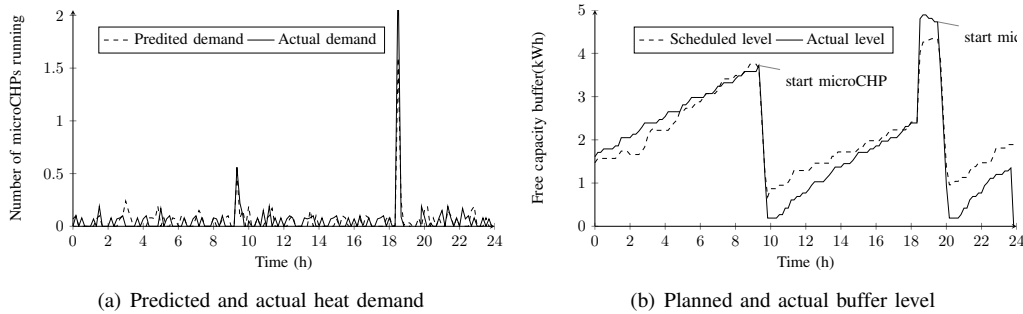 Number of microCHPs running
2
1.5
1
0.5
0
Predited demand
Actual demand
0 2 4 6 8 10 12 14 16 18 20 22 24
Time (h)
(a) Predicted and actual heat demand
Free capacity buffer(kWh)
5
4
3
2
1
0
Scheduled level
Actual level
start microCHP
start mic
0 2 4 6 8 10 12 14 16 18 20 22 24
Time (h)
(b) Planned and actual buffer level